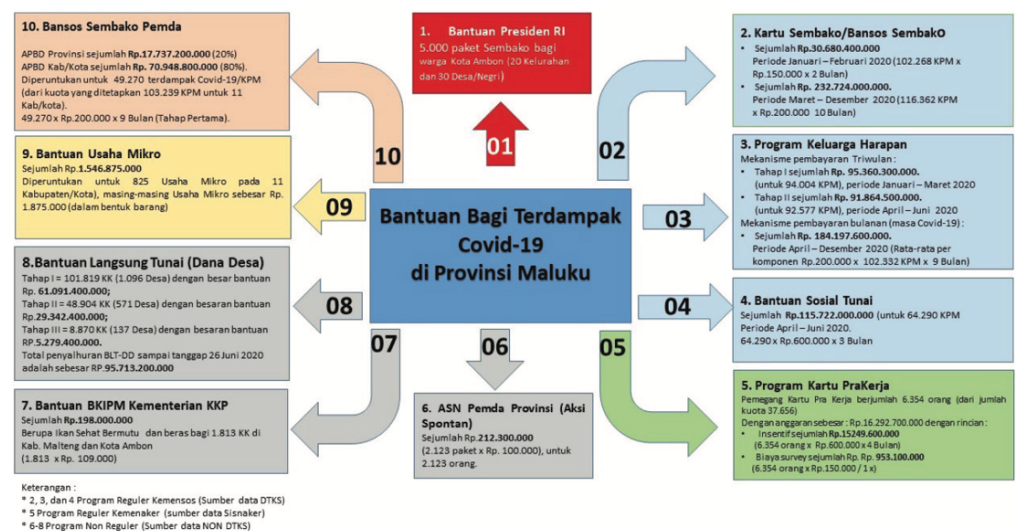 10. Bansos Sembako Pemda
APBD Provinsi sejumlah Rp.17.737.200.000 (20%)
APBD Kab/Kota sejumlah Rp. 70.948.800.000 (80%).
Diperuntukan untuk 49.270 terdampak Covid-19/KPM
(dari kuota yang ditetapkan 103.239 KPM untuk 11
Kab/kota).
49.270 x Rp.200.000 x 9 Bulan (Tahap Pertama).
1. Bantuan Presiden RI
5.000 paket Sembako bagi
warga Kota Ambon (20 Kelurahan
dan 30 Desa/Negri)
2. Kartu Sembako/Bansos Sembako
• Sejumlah Rp.30.680.400.000
Periode Januari – Februari 2020 (102.268 KPM x
Rp.150.000 x 2 Bulan)
• Sejumlah Rp. 232.724.000.000.
Periode Maret – Desember 2020 (116.362 KPM
x Rp.200.000 10 Bulan)
10
01
02
9. Bantuan Usaha Mikro
Sejumlah Rp.1.546.875.000
Diperuntukan untuk 825 Usaha Mikro pada 11
Kabupaten/Kota), masing-masing Usaha Mikro sebesar Rp.
1.875.000 (dalam bentuk barang)
09
Bantuan Bagi Terdampak
Covid-19
di Provinsi Maluku
03
3. Program Keluarga Harapan
Mekanisme pembayaran Triwulan :
• Tahap I sejumlah Rp. 95.360.300.000.
(untuk 94.004 KPM), periode Januari – Maret 2020
• Tahap II sejumlah Rp. 91.864.500.000.
(untuk 92.577 KPM), periode April – Juni 2020
Mekanisme pembayaran bulanan (masa Covid-19) :
• Sejumlah Rp. 184.197.600.000.
Periode April – Desember 2020 (Rata-rata per
komponen Rp.200.000 x 102.332 KPM x 9 Bulan)
8.Bantuan Langsung Tunai (Dana Desa)
Tahap I = 101.819 KK (1.096 Desa) dengan besar bantuan
Rp. 61.091.400.000;
Tahap II = 48.904 KK (571 Desa) dengan besaran bantuan
Rp.29.342.400.000;
Tahap III = 8.870 KK (137 Desa) dengan besaran bantuan
RP.5.279.400.000.
Total penyalhuran BLT-DD sampai tanggap 26 Juni 2020
adalah sebesar RP.95.713.200.000
08
04
4. Bantuan Sosial Tunai
Sejumlah Rp.115.722.000.000 (untuk 64.290 KPM
Periode April – Juni 2020.
64.290 x Rp.600.000 x 3 Bulan
07
06
05
7. Bantuan BKIPM Kementerian KKP
Sejumlah Rp.198.000.000
Berupa Ikan Sehat Bermutu dan beras bagi 1.813 KK di
Kab. Malteng dan Kota Ambon
(1.813 x Rp. 109.000)
6. ASN Pemda Provinsi (Aksi
Spontan)
Sejumlah Rp.212.300.000
(2.123 paket x Rp. 100.000), untuk
2.123 orang.
5. Program Kartu PraKerja
Pemegang Kartu Pra Kerja berjumlah 6.354 orang (dari jumlah
kuota 37.656)
Dengan anggaran sebesar : Rp.16.292.700.000 dengan rincian :
• Insentif sejumlah Rp.15249.600.000
(6.354 orang x Rp.600.000 x 4 Bulan)
• Biaya survey sejumlah Rp. Rp. 953.100.000
(6.354 orang x Rp.150.000 / 1 x)
Keterangan :
* 2, 3, dan 4 Program Reguler Kemensos (Sumber data DTKS)
* 5 Program Reguler Kemenaker (sumber data Sisnaker)
* 6-8 Program Non Reguler (Sumber data NON DTKS)